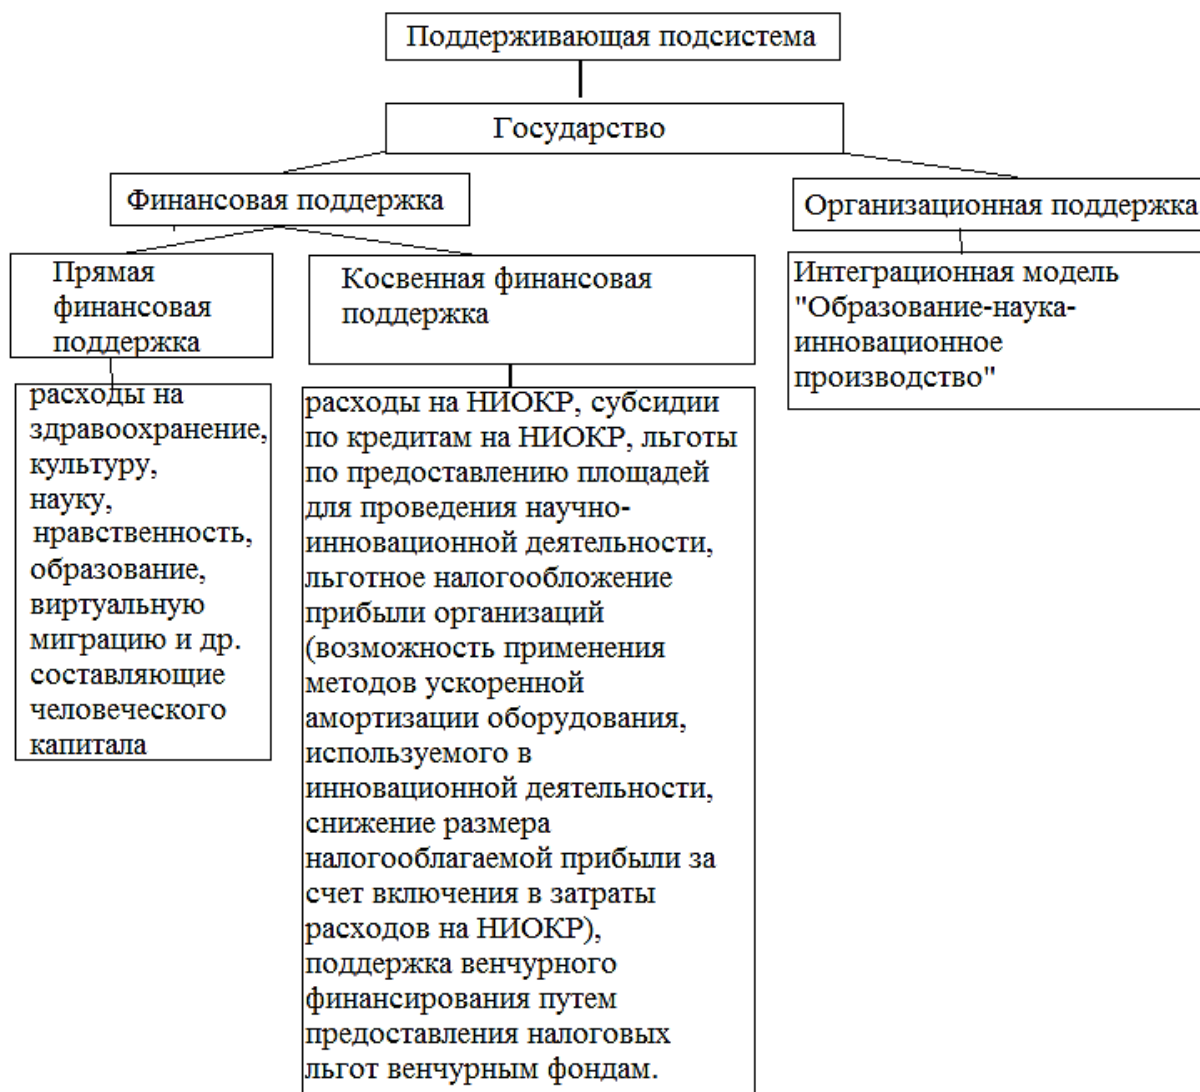 Поддерживающая подсистема
Государство
Финансовая поддержка
Организационная поддержка
Прямая
финансовая
поддержка
Косвенная финансовая
поддержка
Интеграционная модель
"Образование-наука-
инновационное
производство"
расходы на
здравоохранение,
культуру,
науку,
нравственность,
образование,
виртуальную
миграцию и др.
составляющие
человеческого
капитала
расходы на НИОКР, субсидии
по кредитам на НИОКР, льготы
по предоставлению площадей
для проведения научно-
инновационной деятельности,
льготное налогообложение
прибыли организаций
(возможность применения
методов ускоренной
амортизации оборудования,
используемого в
инновационной деятельности,
снижение размера
налогооблагаемой прибыли за
счет включения в затраты
расходов на НИОКР),
поддержка венчурного
финансирования путем
предоставления налоговых
льгот венчурным фондам.